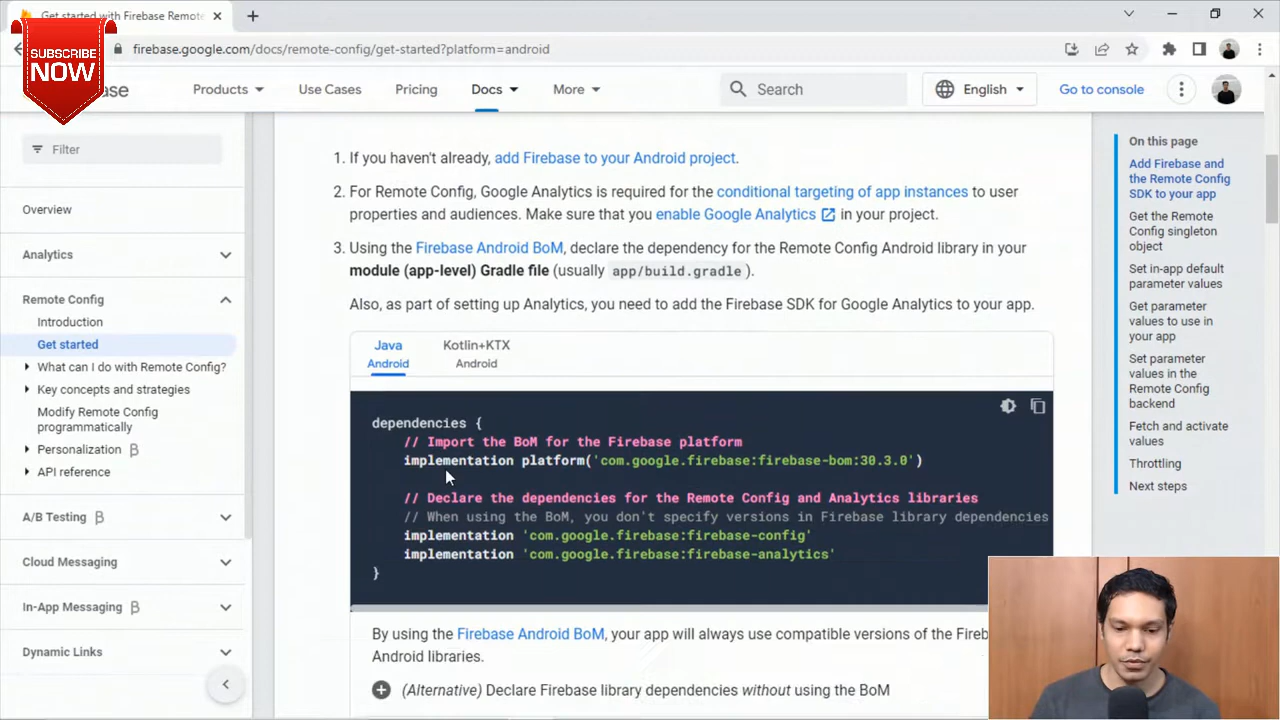 Get started with Firebase Remote
SUBSCRIBE
NOW
firebase.google.com/docs/remote-config/get-started?platform=android
Products
Use Cases
Pricing
Docs
More
Search
English
Go to console
Filter
Overview
Analytics
Remote Config
Introduction
Get started
What can I do with Remote Config?
Key concepts and strategies
Modify Remote Config
programmatically
Personalization
API reference
A/B Testing
Cloud Messaging
In-App Messaging
Dynamic Links
1. If you haven't already, add Firebase to your Android project.
2. For Remote Config, Google Analytics is required for the conditional targeting of app instances to user
properties and audiences. Make sure that you enable Google Analytics in your project.
3. Using the Firebase Android BoM, declare the dependency for the Remote Config Android library in your
module (app-level) Gradle file (usually app/build.gradle).
Also, as part of setting up Analytics, you need to add the Firebase SDK for Google Analytics to your app.
Java
Android
Kotlin+KTX
Android
dependencies {
// Import the BoM for the Firebase platform
implementation platform('com.google.firebase:firebase-bom:30.3.0')
// Declare the dependencies for the Remote Config and Analytics libraries
// When using the BoM, you don't specify versions in Firebase library dependencies
implementation 'com.google.firebase:firebase-config'
implementation 'com.google.firebase:firebase-analytics'
}
By using the Firebase Android BoM, your app will always use compatible versions of the
Android libraries.
(Alternative) Declare Firebase library dependencies without using the BoM
On this page
Add Firebase and
the Remote Config
SDK to your app
Get the Remote
Config singleton
object
Set in-app default
parameter values
Get parameter
values to use in
your app
Set parameter
values in the
Remote Config
backend
Fetch and activate
values
Throttling
Next steps